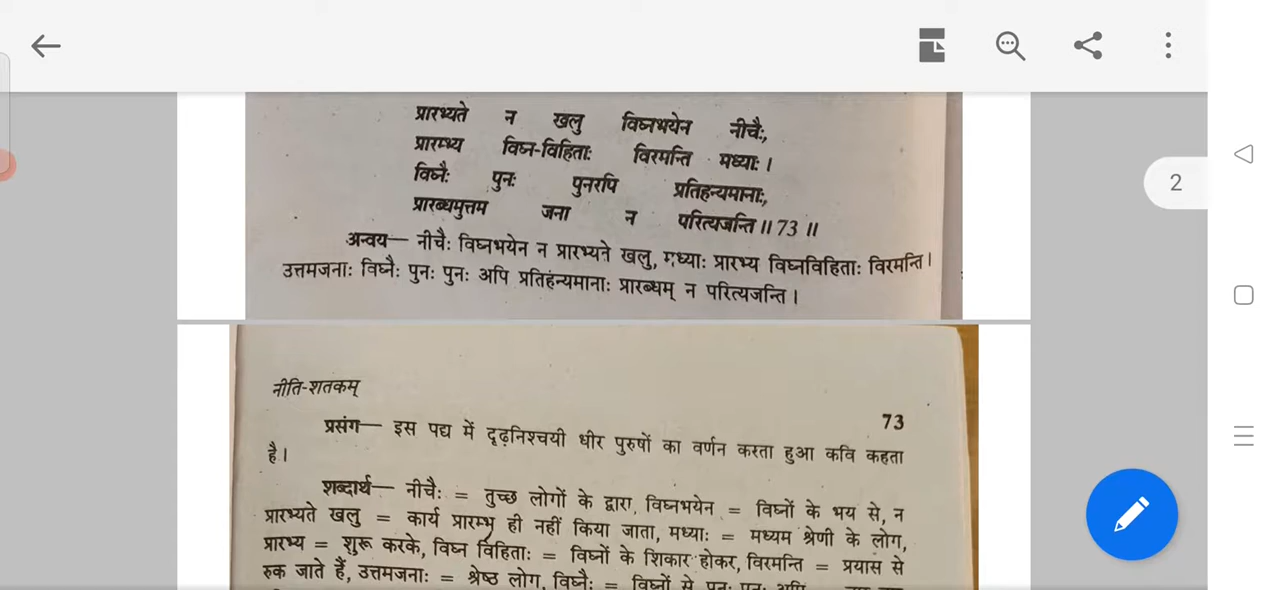 प्रारभ्यते न खलु विघ्नभयेन नीचैः,
प्रारम्भ्य विघ्न-विहिताः विरमन्ति मध्याः ।
विघ्नैः पुनः पुनरपि प्रतिहन्यमानाः,
प्रारब्धमुत्तम जना न परित्यजन्ति ॥ 73 ॥
2
अन्वय— नीचैः विघ्नभयेन न प्रारभ्यते खलु, मध्याः प्रारभ्य विघ्नविहिताः विरमन्ति।
उत्तमजनाः विघ्नैः पुनः पुनः अपि प्रतिहंन्यमानाः प्रारब्धम् न परित्यजन्ति ।
नीति-शतकम्
73
प्रसंग— इस पद्य में दृढ़निश्चयी धीर पुरुषों का वर्णन करता हुआ कवि कहता
है।
शब्दार्थ— नीचैः = तुच्छ लोगों के द्वारा, विघ्नभयेन = विघ्नों के भय से, न
प्रारभ्यते खलु = कार्य प्रारम्भ ही नहीं किया जाता, मध्याः = मध्यम श्रेणी के लोग,
प्रारभ्य = शुरू करके, विघ्न विहिताः = विघ्नों के शिकार होकर, विरमन्ति = प्रयास से
रुक जाते हैं, उत्तमजनाः = श्रेष्ठ लोग, विघ्नैः = विघ्नों से पुनः पुनः अपि